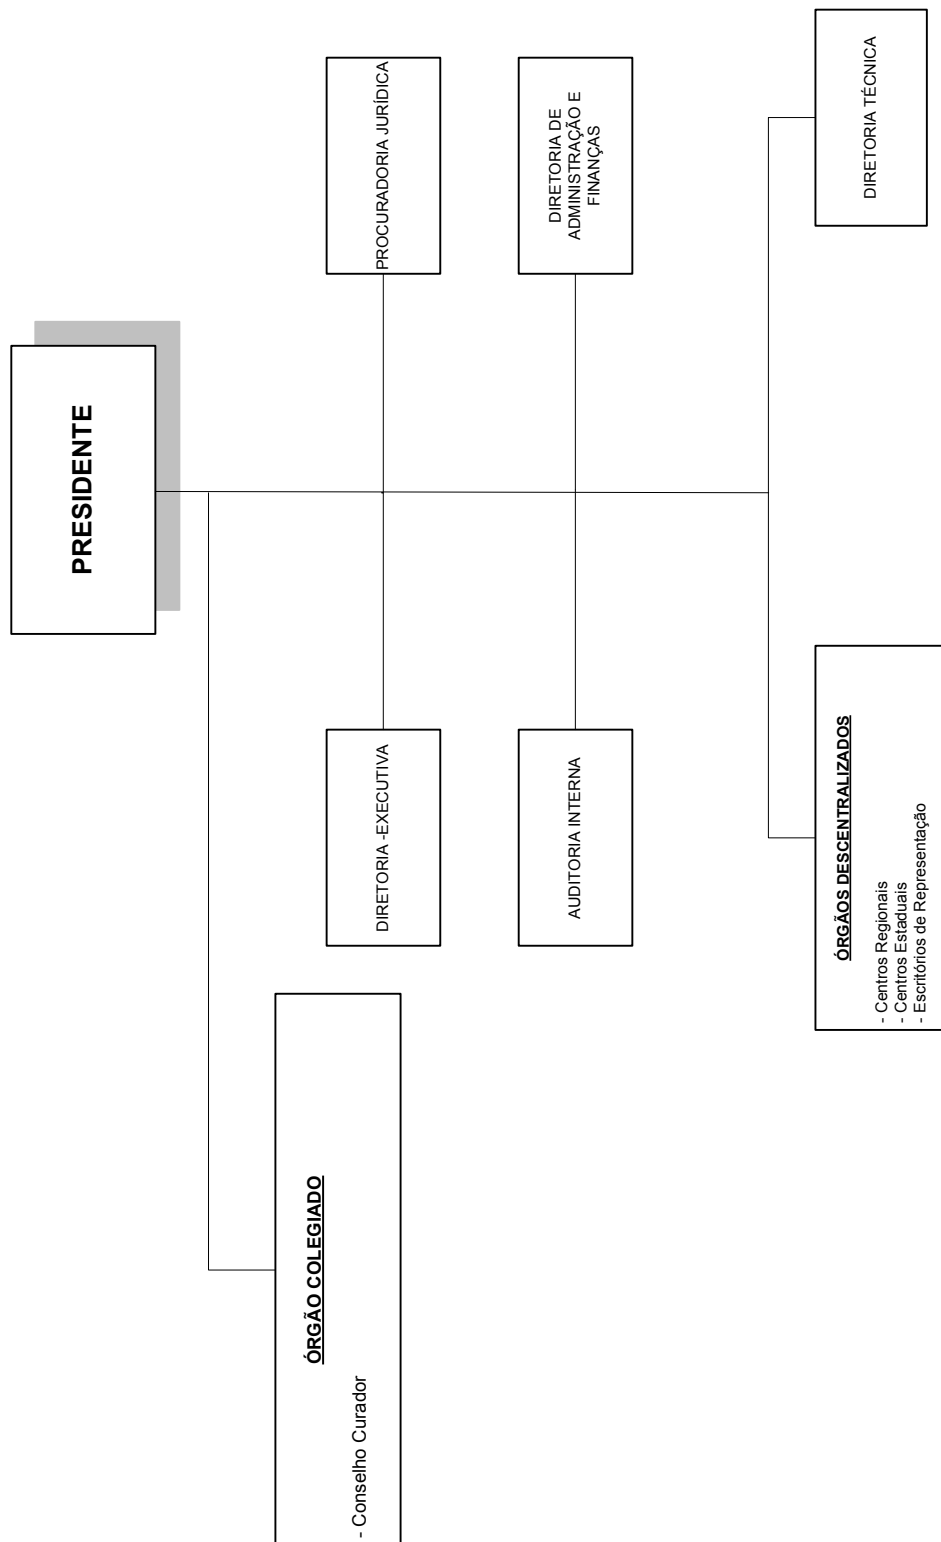 PRESIDENTE
ÓRGÃO COLEGIADO
- Conselho Curador
DIRETORIA -EXECUTIVA
PROCURADORIA JURÍDICA
AUDITORIA INTERNA
DIRETORIA DE
ADMINISTRAÇÃO E
FINANÇAS
ÓRGÃOS DESCENTRALIZADOS
- Centros Regionais
- Centros Estaduais
- Escritórios de Representação
DIRETORIA TÉCNICA